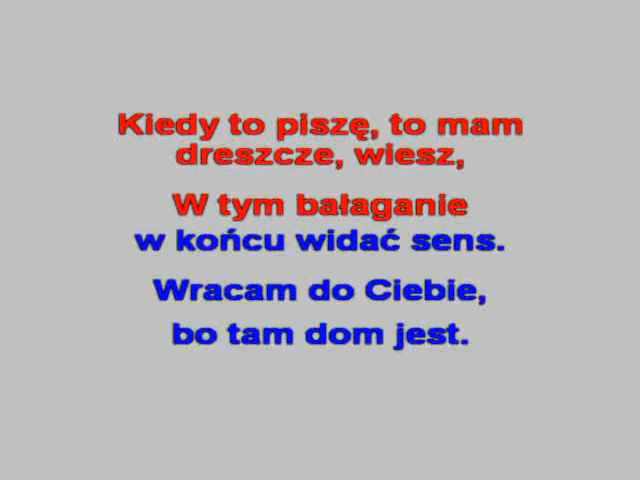 Kiedy to piszę, to mam
dreszcze, wiesz,
W tym bałaganie
w końcu widać sens.
Wracam do Ciebie,
bo tam dom jest.